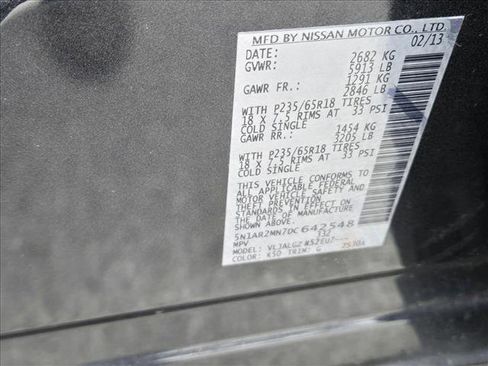 MFD BY NISSAN MOTOR CO., LTD.
DATE: 02/13
GVWR: 2682 KG
5913 LB
GAWR FR.: 1291 KG
2846 LB
WITH P235/65R18 TIRES
18 X 7.5 RIMS AT 33 PSI
COLD SINGLE
GAWR RR.: 1454 KG
3205 LB
WITH P235/65R18 TIRES
18 X 7.5 RIMS AT 33 PSI
COLD SINGLE
THIS VEHICLE CONFORMS TO
ALL APPLICABLE FEDERAL
MOTOR VEHICLE SAFETY
AND THEFT PREVENTION
STANDARDS IN EFFECT ON
THE DATE OF MANUFACTURE
SHOWN ABOVE.
5N1AR2MN7DC642548
MPV 332
MODEL:
COLOR: K50 TRIM: G